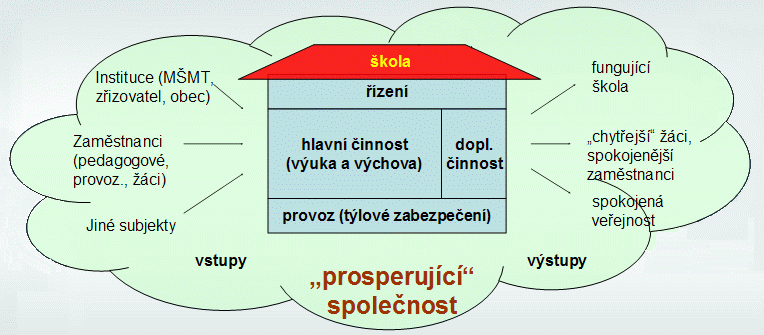 škola
řízení
hlavní činnost
(výuka a výchova)
dopl.
činnost
provoz (týlové zabezpečení)
Instituce (MŠMT,
zřizovatel, obec)
Zaměstnanci
(pedagogové,
provoz., žáci)
Jiné subjekty
vstupy
fungující
škola
„chytřejší“ žáci,
spokojenější
zaměstnanci
spokojená
veřejnost
výstupy
„prosperující“
společnost